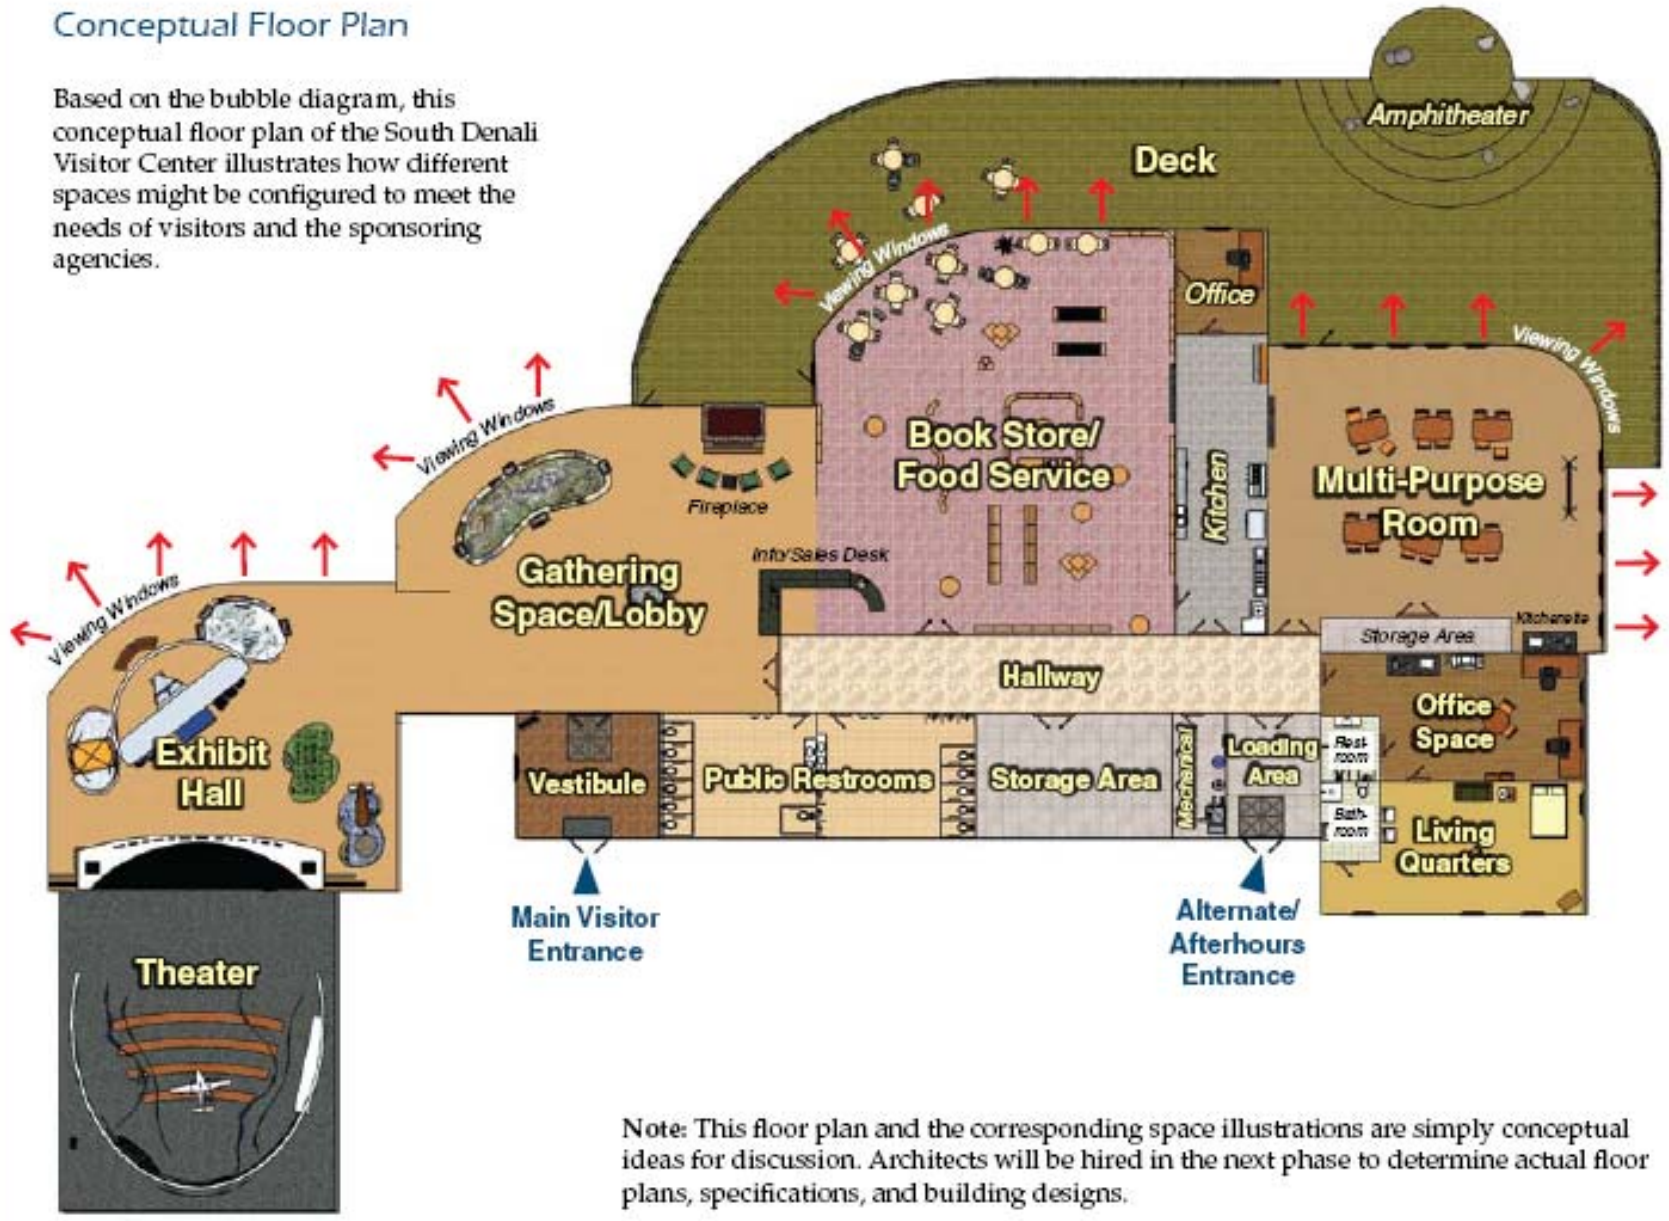 Conceptual Floor Plan
Based on the bubble diagram, this
conceptual floor plan of the South Denali
Visitor Center illustrates how different
spaces might be configured to meet the
needs of visitors and the sponsoring
agencies.
Amphitheater
Deck
Viewing Windows
Office
Viewing Windows
Viewing Windows
Book Store/
Food Service
Kitchen
Multi-Purpose
Room
Fireplace
Info/Sales Desk
Gathering
Space/Lobby
Viewing Windows
Kitchenette
Storage Area
Hallway
Office
Space
Exhibit
Hall
Vestibule
Public Restrooms
Storage Area
Mechanical
Loading
Area
Rest-
room
Bath-
room
Living
Quarters
Main Visitor
Entrance
Alternate/
Afterhours
Entrance
Theater
Note: This floor plan and the corresponding space illustrations are simply conceptual
ideas for discussion. Architects will be hired in the next phase to determine actual floor
plans, specifications, and building designs.